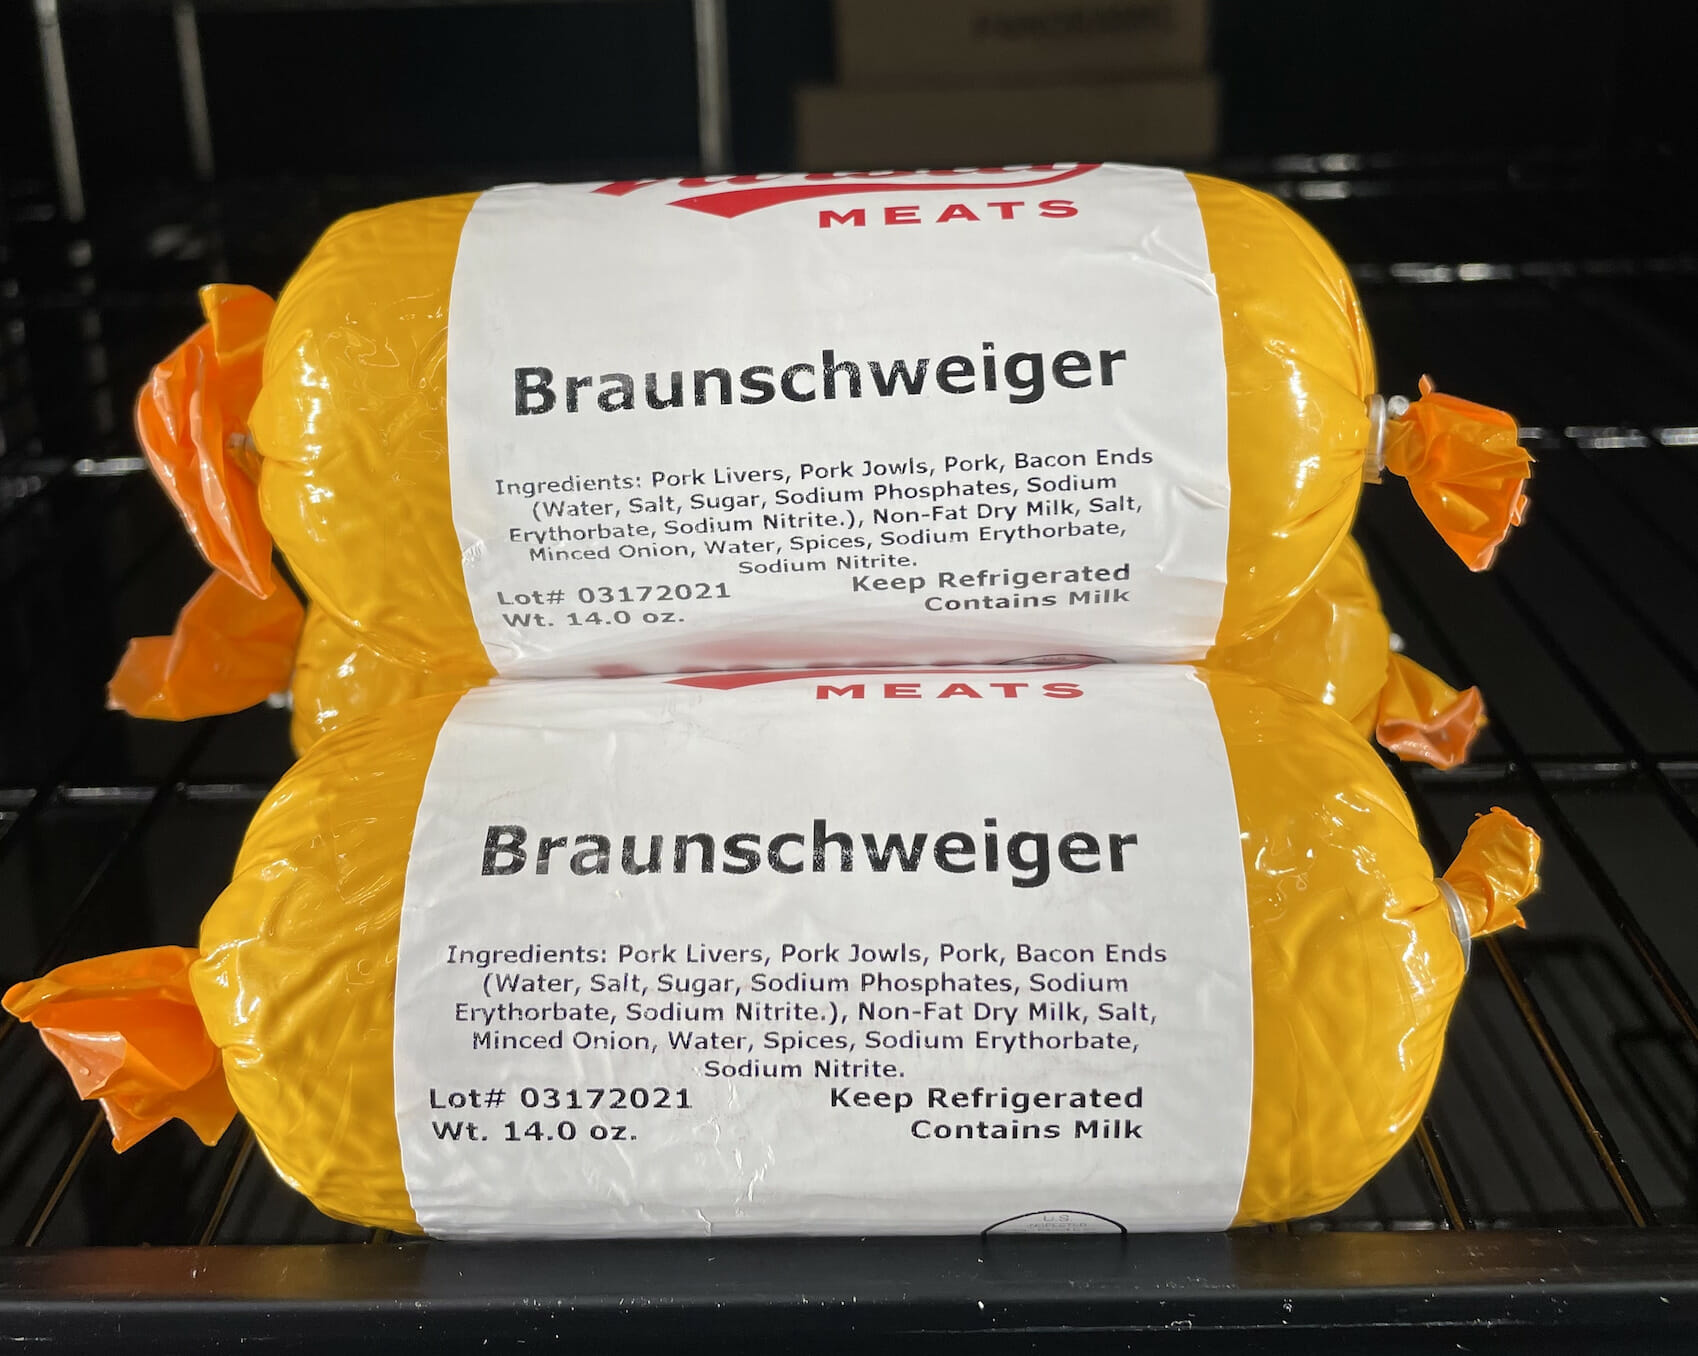 MEATS
Braunschweiger
Ingredients: Pork Livers, Pork Jowls, Pork, Bacon Ends
(Water, Salt, Sugar, Sodium Phosphates, Sodium
Erythorbate, Sodium Nitrite.), Non-Fat Dry Milk, Salt,
Minced Onion, Water, Spices, Sodium Erythorbate,
Sodium Nitrite.
Lot# 03172021
Wt. 14.0 oz.
Keep Refrigerated
Contains Milk
MEATS
Braunschweiger
Ingredients: Pork Livers, Pork Jowls, Pork, Bacon Ends
(Water, Salt, Sugar, Sodium Phosphates, Sodium
Erythorbate, Sodium Nitrite.), Non-Fat Dry Milk, Salt,
Minced Onion, Water, Spices, Sodium Erythorbate,
Sodium Nitrite.
Lot# 03172021
Wt. 14.0 oz.
Keep Refrigerated
Contains Milk
U.S.